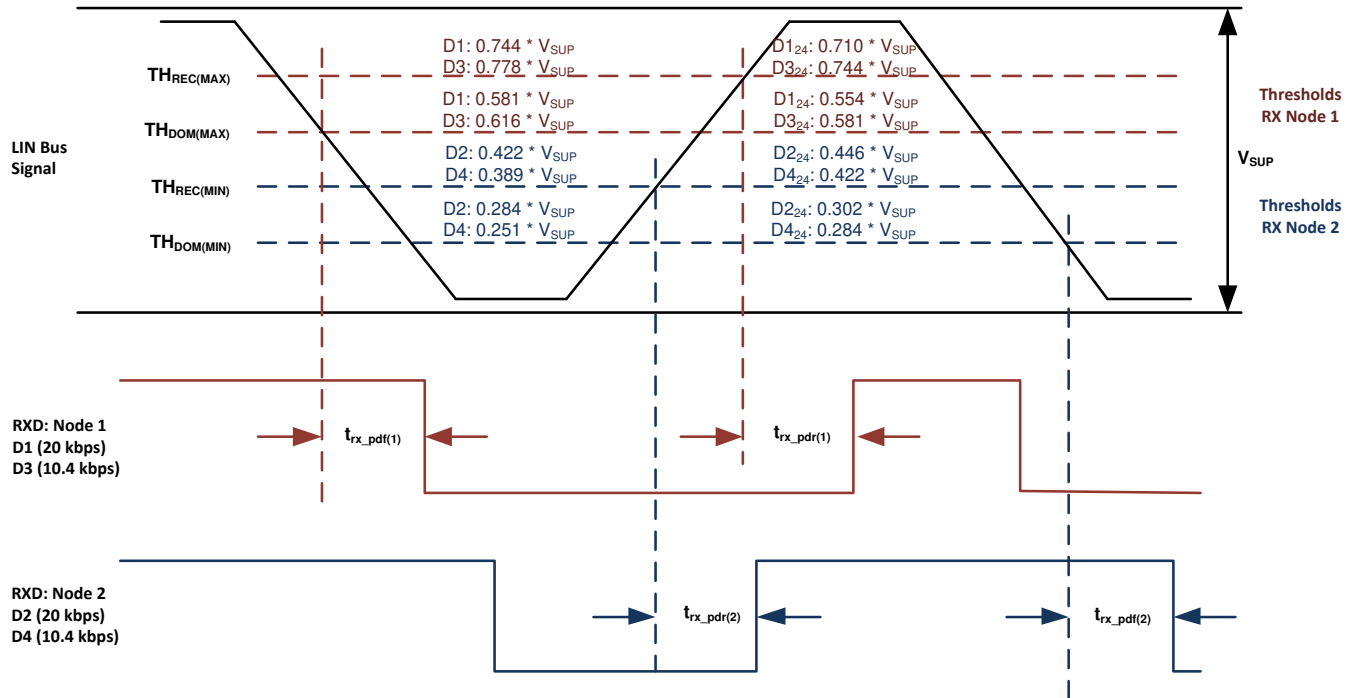 D1: 0.744 * VSUP
D3: 0.778 * VSUP
D1: 0.581 * VSUP
D3: 0.616 * VSUP
D2: 0.422 * VSUP
D4: 0.389 * VSUP
D2: 0.284 * VSUP
D4: 0.251 * VSUP
D124: 0.710 * VSUP
D324: 0.744 * VSUP
D124: 0.554 * VSUP
D324: 0.581 * VSUP
D224: 0.446 * VSUP
D424: 0.422 * VSUP
D224: 0.302 * VSUP
D424: 0.284 * VSUP
THREC(MAX)
THDOM(MAX)
THREC(MIN)
THDOM(MIN)
LIN Bus
Signal
Thresholds
RX Node 1
VSUP
Thresholds
RX Node 2
RXD: Node 1
D1 (20 kbps)
D3 (10.4 kbps)
trx_pdf(1)
trx_pdr(1)
RXD: Node 2
D2 (20 kbps)
D4 (10.4 kbps)
trx_pdr(2)
trx_pdf(2)